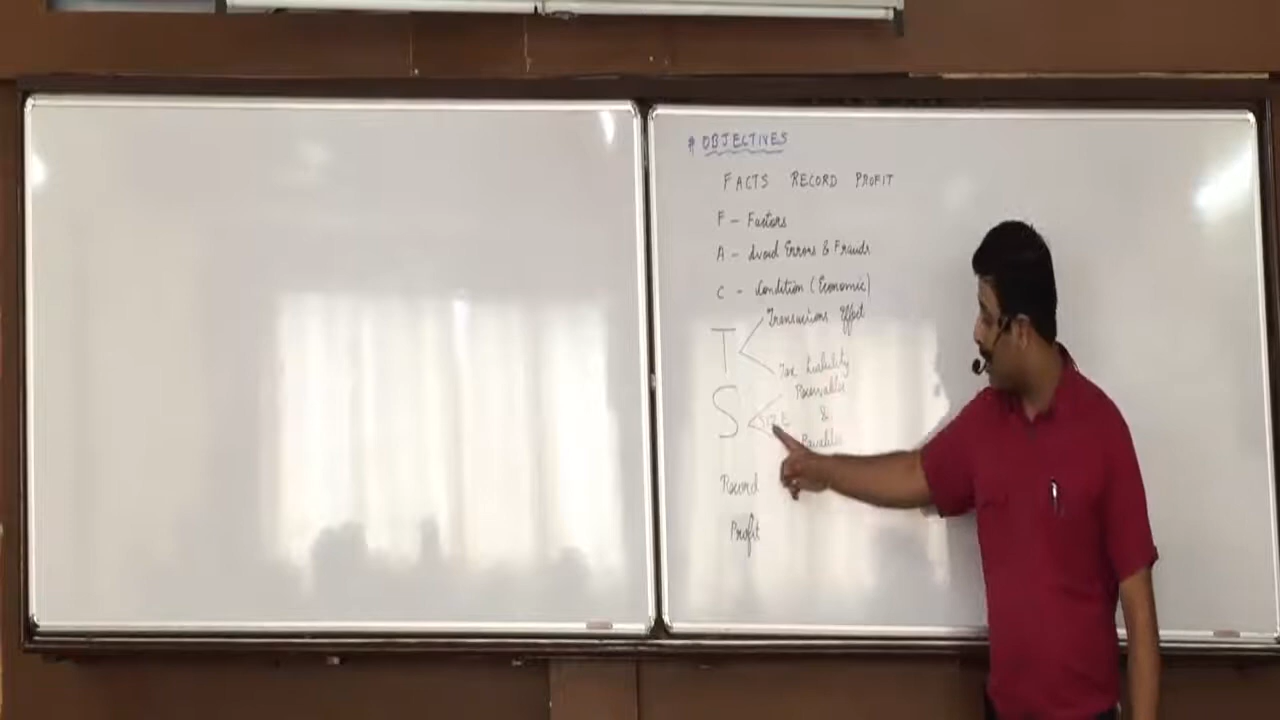 # OBJECTIVES
FACTS RECORD PROFIT
F - Factors
A - Avoid Errors & Frauds
C - Condition (Economic)
T < Transactions Effect
Tax Liability
S < Receivables
&
Payables
Record
Profit